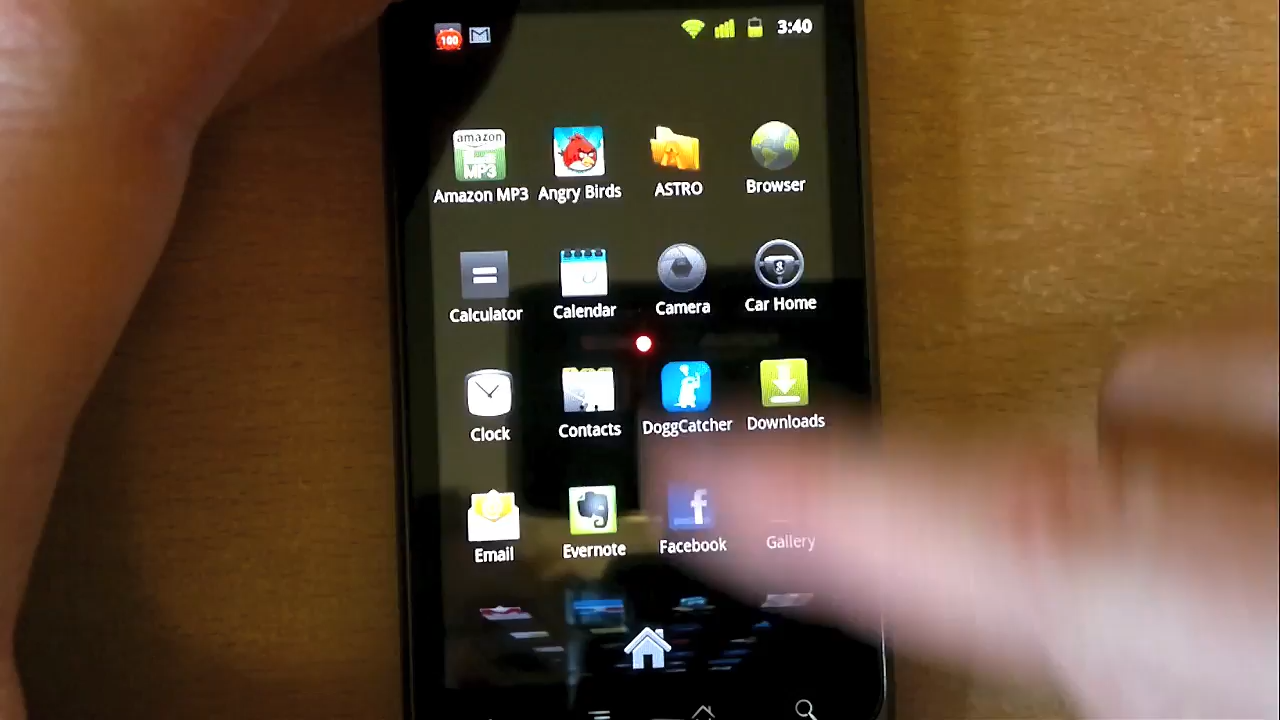 100 3:40
amazon
MP3
Amazon MP3 Angry Birds ASTRO Browser
Calculator Calendar Camera Car Home
Clock Contacts DoggCatcher Downloads
f
Email Evernote Facebook Gallery